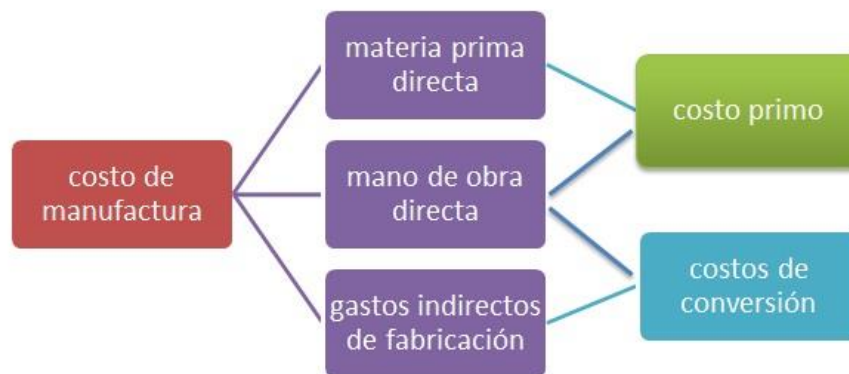 materia prima
directa
costo primo
costo de
manufactura
mano de obra
directa
costos de
conversión
gastos indirectos
de fabricación